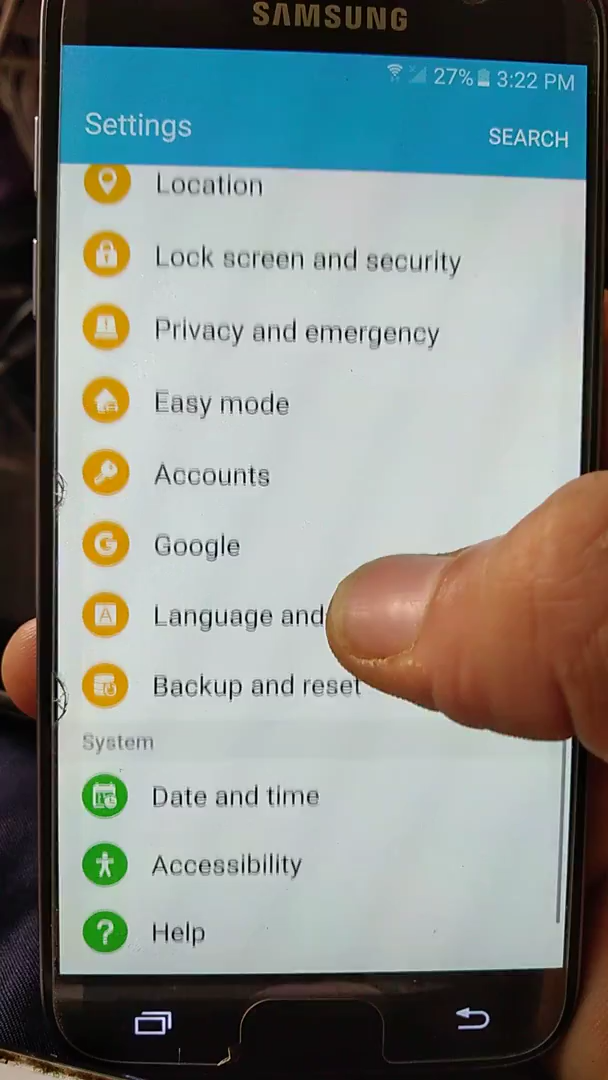 SAMSUNG
27% 3:22 PM
Settings
SEARCH
Location
Lock screen and security
Privacy and emergency
Easy mode
Accounts
Google
Language and
Backup and reset
System
Date and time
Accessibility
Help